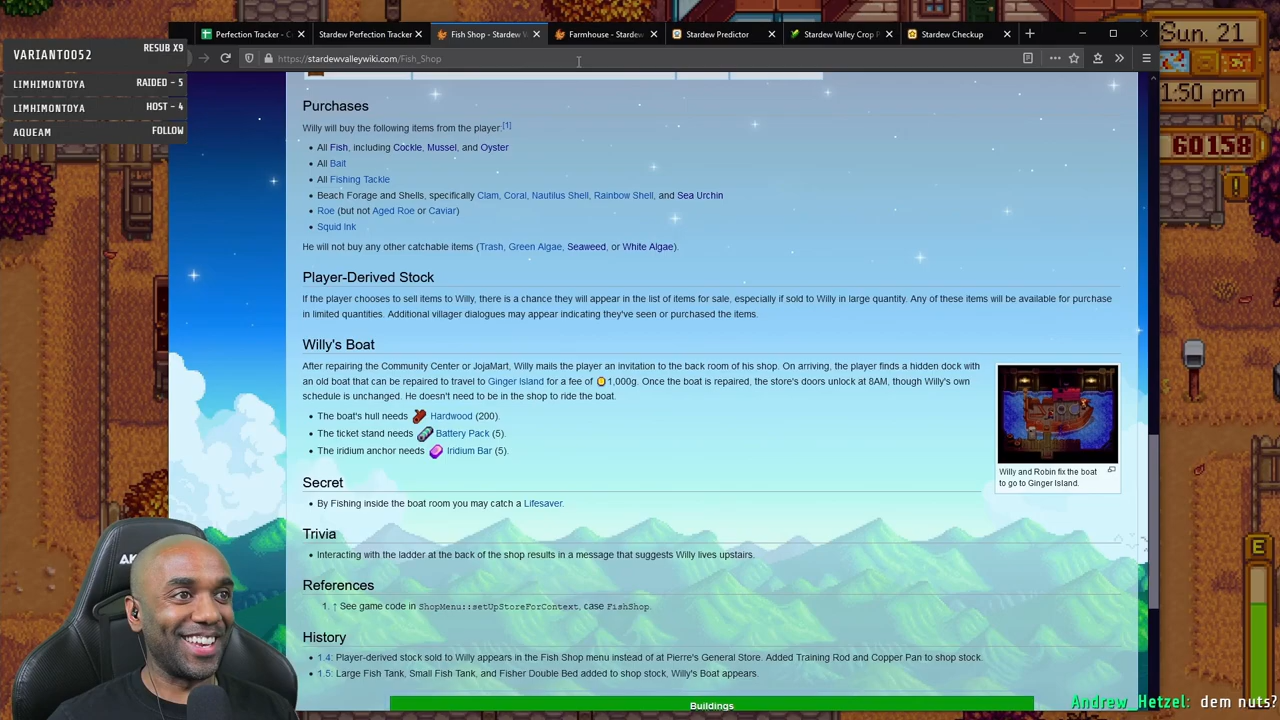 Perfection Tracker - C
Stardew Perfection Tracker
Fish Shop - Stardew V
Farmhouse - Stardew
Stardew Predictor
Stardew Valley Crop P
Stardew Checkup
VARIANT0052
RESUB X9
LIMHIMONTOYA
RAIDED - 5
LIMHIMONTOYA
HOST - 4
AQUEAM
FOLLOW
https://stardewvalleywiki.com/Fish_Shop
Sun. 21
1:50 pm
60158
Purchases
Willy will buy the following items from the player:[1]
• All Fish, including Cockle, Mussel, and Oyster
• All Bait
• All Fishing Tackle
• Beach Forage and Shells, specifically Clam, Coral, Nautilus Shell, Rainbow Shell, and Sea Urchin
• Roe (but not Aged Roe or Caviar)
• Squid Ink
He will not buy any other catchable items (Trash, Green Algae, Seaweed, or White Algae).
Player-Derived Stock
If the player chooses to sell items to Willy, there is a chance they will appear in the list of items for sale, especially if sold to Willy in large quantity. Any of these items will be available for purchase
in limited quantities. Additional villager dialogues may appear indicating they've seen or purchased the items.
Willy's Boat
After repairing the Community Center or JojaMart, Willy mails the player an invitation to the back room of his shop. On arriving, the player finds a hidden dock with
an old boat that can be repaired to travel to Ginger Island for a fee of 1,000g. Once the boat is repaired, the store's doors unlock at 8AM, though Willy's own
schedule is unchanged. He doesn't need to be in the shop to ride the boat.
• The boat's hull needs Hardwood (200).
• The ticket stand needs Battery Pack (5).
• The iridium anchor needs Iridium Bar (5).
Willy and Robin fix the boat
to go to Ginger Island.
Secret
• By Fishing inside the boat room you may catch a Lifesaver.
Trivia
• Interacting with the ladder at the back of the shop results in a message that suggests Willy lives upstairs.
References
1. ↑ See game code in ShopMenu::setUpStoreForContext, case FishShop.
History
• 1.4: Player-derived stock sold to Willy appears in the Fish Shop menu instead of at Pierre's General Store. Added Training Rod and Copper Pan to shop stock.
• 1.5: Large Fish Tank, Small Fish Tank, and Fisher Double Bed added to shop stock, Willy's Boat appears.
Buildings
E
AK
Andrew_Hetzel: dem nuts?